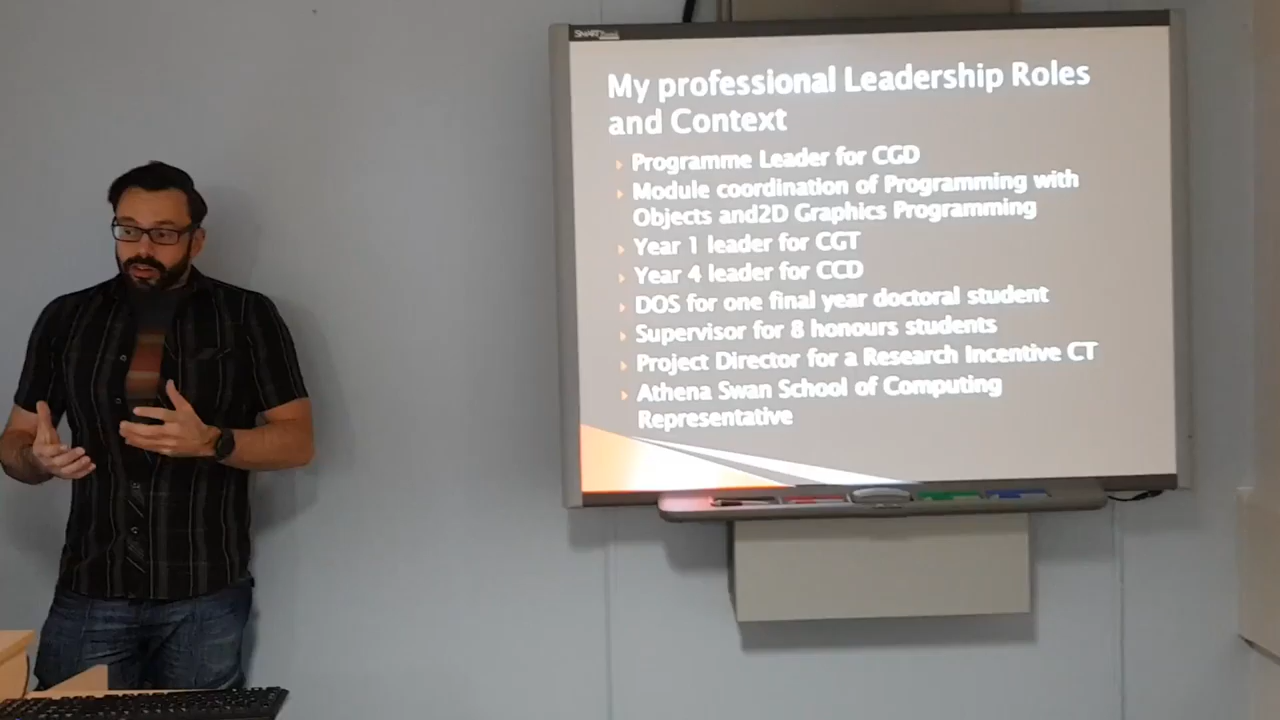 SMART
My professional Leadership Roles
and Context
Programme Leader for CGD
Module coordination of Programming with
Objects and2D Graphics Programming
Year 1 leader for CGT
Year 4 leader for CCD
DOS for one final year doctoral student
Supervisor for 8 honours students
Project Director for a Research Incentive CT
Athena Swan School of Computing
Representative